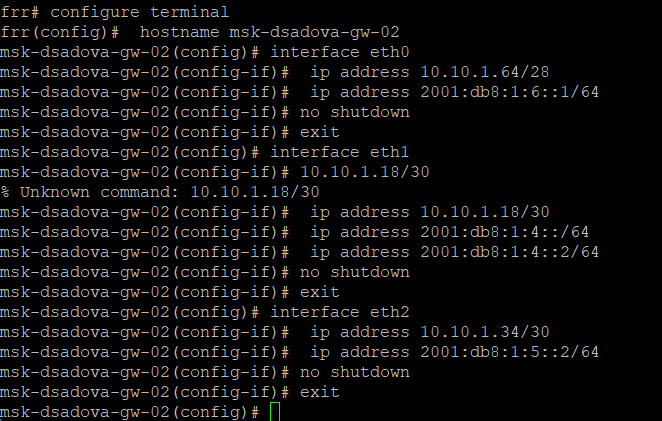 frr# configure terminal
frr(config)#  hostname msk-dsadova-gw-02
msk-dsadova-gw-02(config)# interface eth0
msk-dsadova-gw-02(config-if)#  ip address 10.10.1.64/28
msk-dsadova-gw-02(config-if)#  ip address 2001:db8:1:6::1/64
msk-dsadova-gw-02(config-if)# no shutdown
msk-dsadova-gw-02(config-if)# exit
msk-dsadova-gw-02(config)# interface eth1
msk-dsadova-gw-02(config-if)# 10.10.1.18/30
% Unknown command: 10.10.1.18/30
msk-dsadova-gw-02(config-if)#  ip address 10.10.1.18/30
msk-dsadova-gw-02(config-if)#  ip address 2001:db8:1:4::/64
msk-dsadova-gw-02(config-if)#  ip address 2001:db8:1:4::2/64
msk-dsadova-gw-02(config-if)# no shutdown
msk-dsadova-gw-02(config-if)# exit
msk-dsadova-gw-02(config)# interface eth2
msk-dsadova-gw-02(config-if)#  ip address 10.10.1.34/30
msk-dsadova-gw-02(config-if)#  ip address 2001:db8:1:5::2/64
msk-dsadova-gw-02(config-if)# no shutdown
msk-dsadova-gw-02(config-if)# exit
msk-dsadova-gw-02(config)#